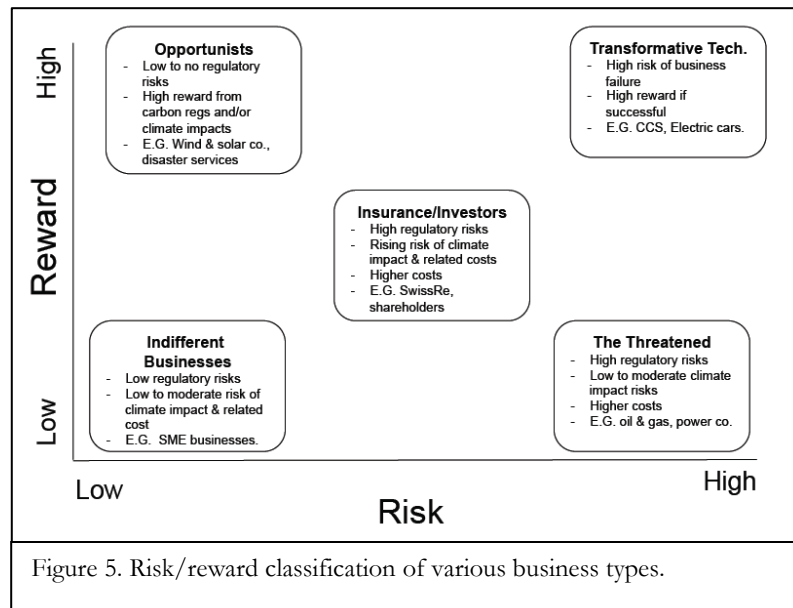 High
Reward
Low
Opportunists
- Low to no regulatory
risks
- High reward from
carbon regs and/or
climate impacts
- E.G. Wind & solar co.,
disaster services
Transformative Tech.
- High risk of business
failure
- High reward if
successful
- E.G. CCS, Electric cars.
Insurance/Investors
- High regulatory risks
- Rising risk of climate
impact & related costs
- Higher costs
- E.G. SwissRe,
shareholders
Indifferent
Businesses
- Low regulatory risks
- Low to moderate risk of
climate impact & related
cost
- E.G. SME businesses.
The Threatened
- High regulatory risks
- Low to moderate climate
impact risks
- Higher costs
- E.G. oil & gas, power co.
Low
Risk
High
Figure 5. Risk/reward classification of various business types.